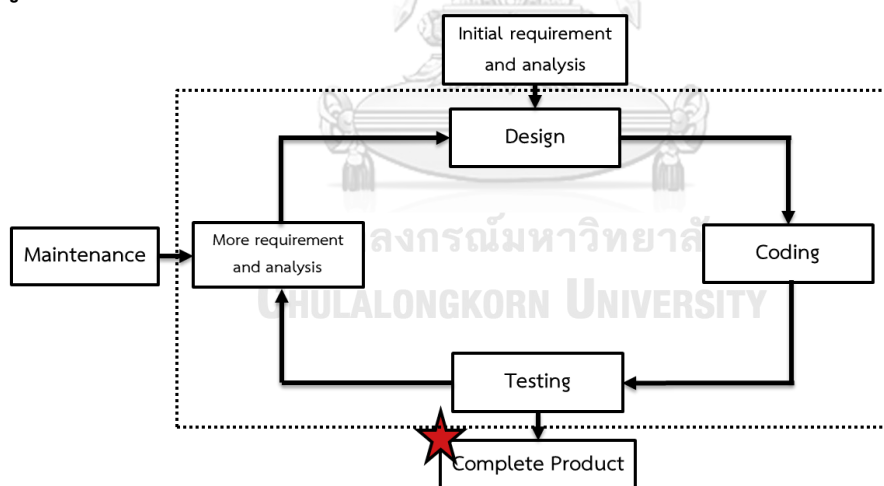 Initial requirement
and analysis
Design
Maintenance
More requirement
and analysis
Coding
Testing
Complete Product
CHULALONGKORN UNIVERSITY